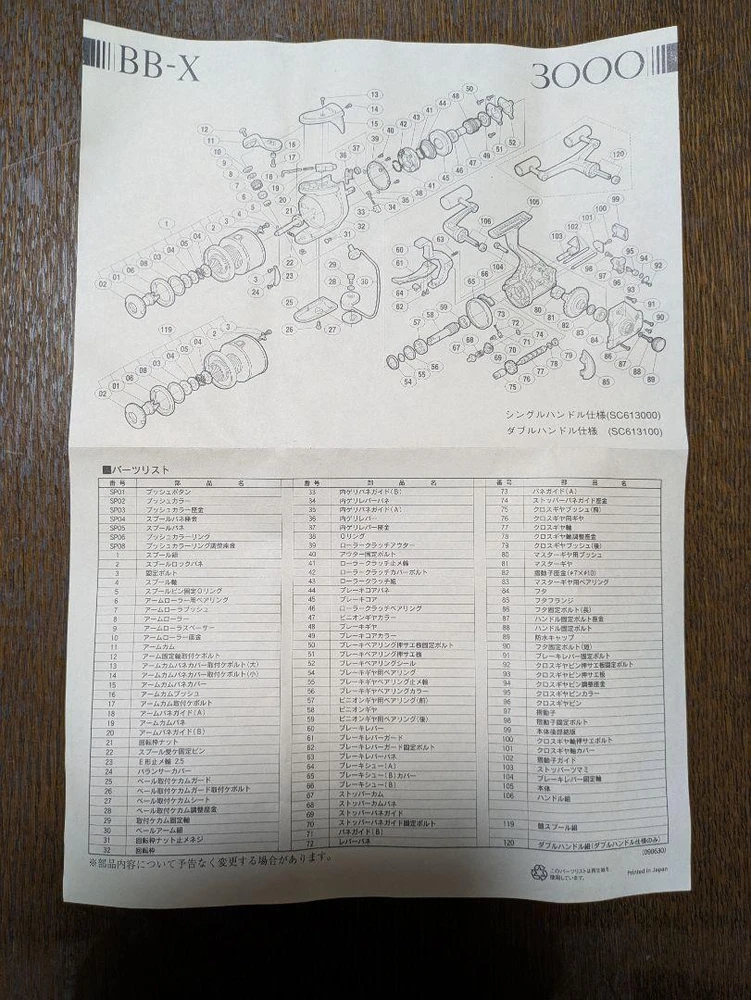 BB-X
3000
シングルハンドル仕様(SC613000)
ダブルハンドル仕様 (SC613100)
■パーツリスト
番号 部品名
SP01 プッシュボタン
SP02 プッシュカラー
SP03 プッシュカラー座金
SP04 スプールバネ座金
SP05 スプールバネ
SP06 プッシュカラーリング
SP08 プッシュカラーリング調整座金
1 スプール組
2 スプールロックバネ
3 固定ボルト
4 スプール軸
5 スプールピン固定Oリング
6 アームローラー用ベアリング
7 アームローラブッシュ
8 アームローラー
9 アームローラスペーサー
10 アームローラー座金
11 アームカム
12 アーム固定軸取付ケボルト
13 アームカムバネカバー取付ケボルト(大)
14 アームカムバネカバー取付ケボルト(小)
15 アームカムバネカバー
16 アームカムブッシュ
17 アームカム取付ケボルト
18 アームバネガイド(A)
19 アームカムバネ
20 アームバネガイド(B)
21 回転枠ナット
22 スプール受ケ固定ピン
23 E形止メ輪 2.5
24 バランサーカバー
25 ベール取付ケカムガード
26 ベール取付ケカムガード取付ケボルト
27 ベール取付ケカムシート
28 ベール取付ケカム調整座金
29 取付ケカム固定軸
30 ベールアーム組
31 回転枠ナット止メネジ
32 回転枠
番号 部品名
33 内ゲリバネガイド(B)
34 内ゲリレバーバネ
35 内ゲリバネガイド(A)
36 内ゲリレバー
37 内ゲリレバー座金
38 Oリング
39 ローラークラッチアウター
40 アウター固定ボルト
41 ローラークラッチ止メ輪
42 ローラークラッチカバーボルト
43 ローラークラッチ組
44 ブレーキコアバネ
45 ブレーキコア
46 ローラークラッチベアリング
47 ピニオンギヤカラー
48 ブレーキギヤ
49 ブレーキコアカラー
50 ブレーキベアリング押サエ板固定ボルト
51 ブレーキベアリング押サエ板
52 ブレーキベアリングシール
54 ブレーキギヤ用ベアリング
55 ブレーキギヤベアリング止メ輪
56 ブレーキギヤベアリングカラー
57 ピニオンギヤ用ベアリング(前)
58 ピニオンギヤ
59 ピニオンギヤ用ベアリング(後)
60 ブレーキレバー
61 ブレーキレバーガード
62 ブレーキレバーガード固定ボルト
63 ブレーキレバーバネ
64 ブレーキシュー(A)
65 ブレーキシュー(B)カバー
66 ブレーキシュー(B)
67 ストッパーカム
68 ストッパーカムバネ
69 ストッパーバネガイド
70 ストッパーバネガイド固定ボルト
71 バネガイド(B)
72 レバーバネ
番号 部品名
73 バネガイド(A)
74 ストッパーバネガイド座金
75 クロスギヤブッシュ(前)
76 クロスギヤ用ギヤ
77 クロスギヤ軸
78 クロスギヤ軸調整座金
79 クロスギヤブッシュ(後)
80 マスターギヤ用ブッシュ
81 マスターギヤ
82 摺動子座金(φ7×φ10)
83 マスターギヤ用ベアリング
84 フタ
85 フタフランジ
86 フタ固定ボルト(長)
87 ハンドル固定ボルト座金
88 ハンドル固定ボルト
89 防水キャップ
90 フタ固定ボルト(短)
91 ブレーキレバー固定ボルト
92 クロスギヤピン押サエ板固定ボルト
93 クロスギヤピン押サエ板
94 クロスギヤピン調整座金
95 クロスギヤピンカラー
96 クロスギヤピン
97 摺動子
98 摺動子固定ボルト
99 本体後部銘版
100 クロスギヤ軸押サエボルト
101 クロスギヤ軸カバー
102 摺動子ガイド
103 ストッパーツマミ
104 ブレーキレバー固定軸
105 本体
106 ハンドル組
119 替スプール組
120 ダブルハンドル組(ダブルハンドル仕様のみ)
(090630)
※部品内容について予告なく変更する場合があります。
このパーツリストは再生紙を
使用しています。
Printed in Japan